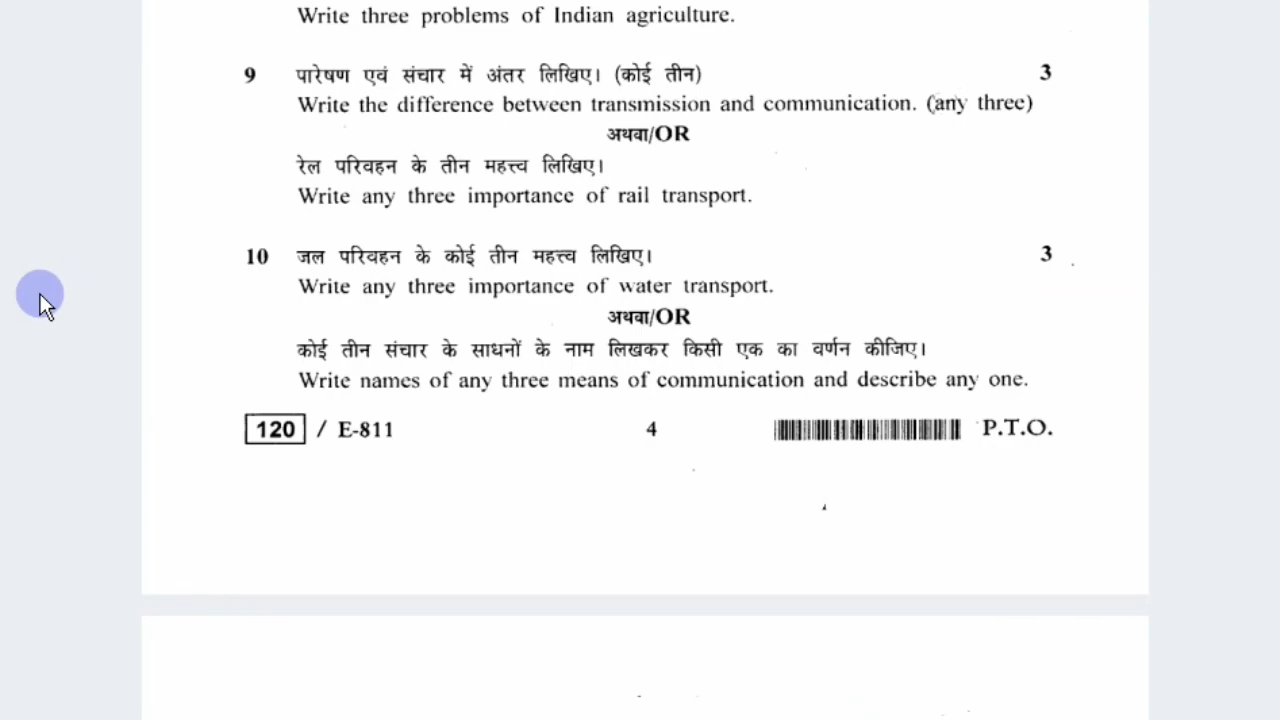 Write three problems of Indian agriculture.
9 पारेषण एवं संचार में अंतर लिखिए। (कोई तीन) 3
Write the difference between transmission and communication. (any three)
अथवा/OR
रेल परिवहन के तीन महत्त्व लिखिए।
Write any three importance of rail transport.
10 जल परिवहन के कोई तीन महत्त्व लिखिए। 3
Write any three importance of water transport.
अथवा/OR
कोई तीन संचार के साधनों के नाम लिखकर किसी एक का वर्णन कीजिए।
Write names of any three means of communication and describe any one.
120 / E-811 4 P.T.O.